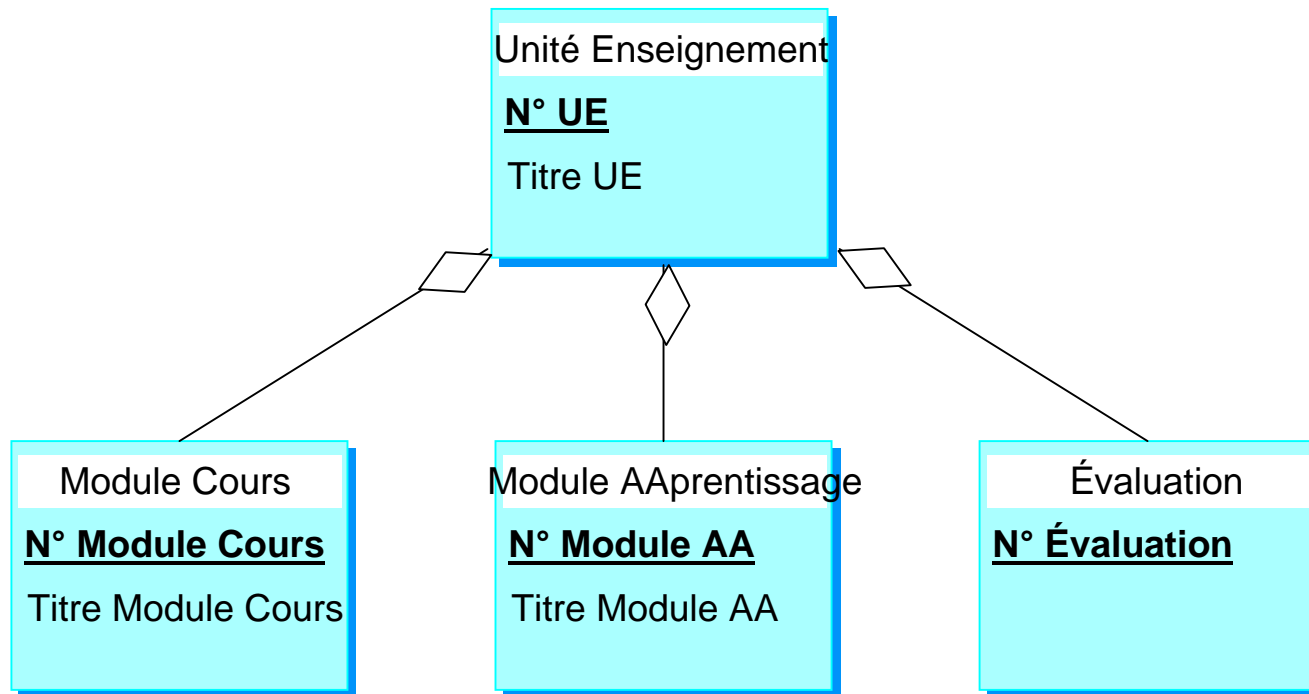 Unité Enseignement
N° UE
Titre UE
Module Cours
N° Module Cours
Titre Module Cours
Module AAprentissage
N° Module AA
Titre Module AA
Évaluation
N° Évaluation